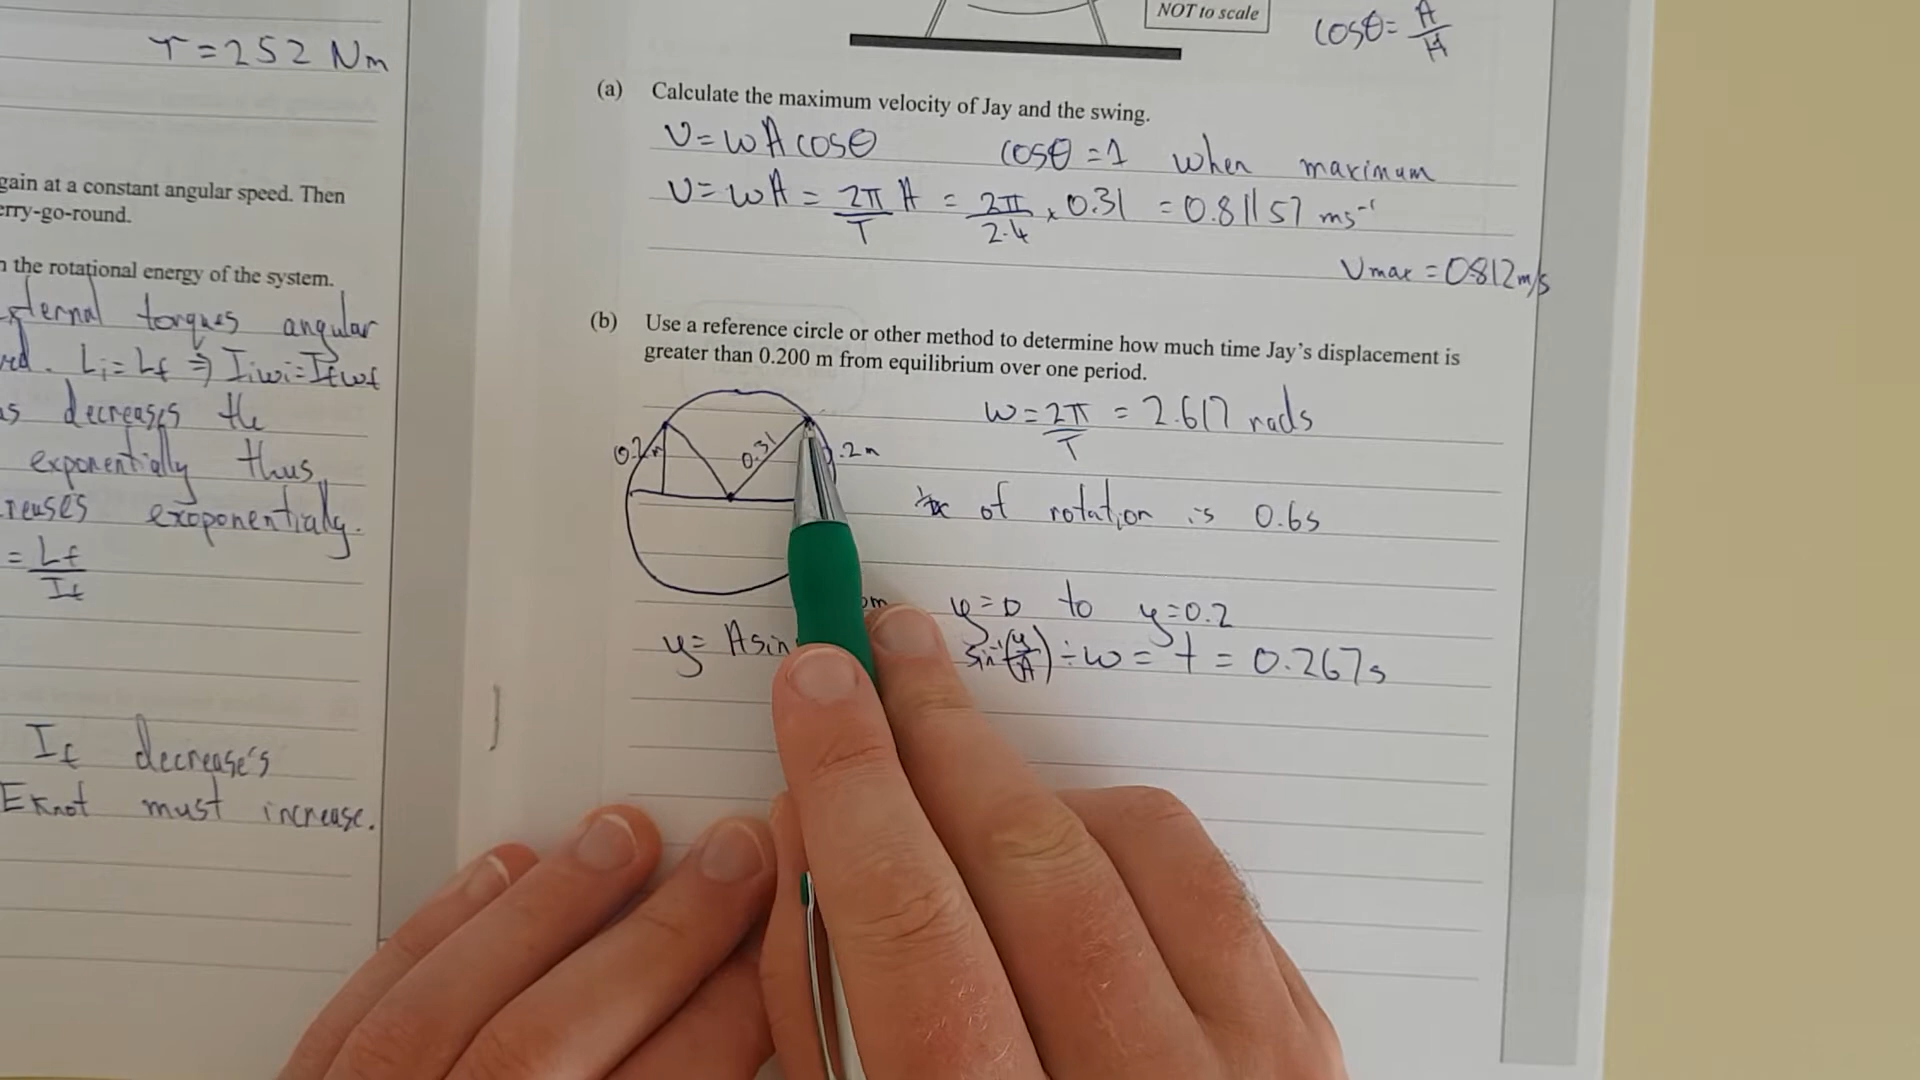 T = 252 Nm
gain at a constant angular speed. Then
erry-go-round.
the rotational energy of the system.
external torques angular
Li = Lf ⇒ Iiwi = Ifwf
decreases the
exponentially thus
exoponentialy.
= Lf
If
If decrease's
EKrot must increase.
NOT to scale
cosθ = A
H
(a) Calculate the maximum velocity of Jay and the swing.
V = wA cosθ cosθ = 1 when maximum
V = wA = 2π A = 2π × 0.31 = 0.81157 ms⁻¹
T 2.4
Vmax = 0.812 m/s
(b) Use a reference circle or other method to determine how much time Jay's displacement is
greater than 0.200 m from equilibrium over one period.
w = 2π = 2.617 rads
T
0.2m 0.31 .2m
of rotation is 0.6s
y=0 to y=0.2
y = Asin
sin⁻¹(y/A) ÷ w = t = 0.267s